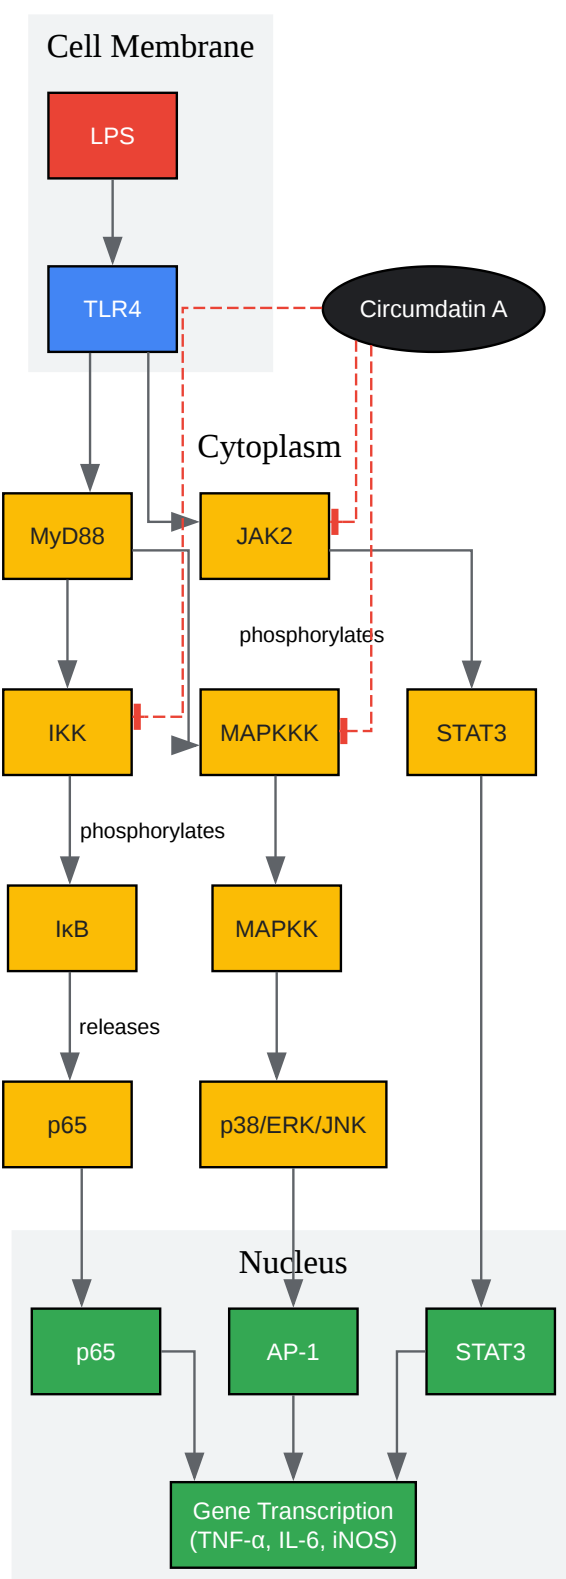 Cell Membrane
LPS
TLR4
Circumdatin A
Cytoplasm
MyD88
JAK2
phosphorylates
IKK
MAPKKK
STAT3
phosphorylates
IκB
MAPKK
releases
p65
p38/ERK/JNK
Nucleus
p65
AP-1
STAT3
Gene Transcription
(TNF-α, IL-6, iNOS)